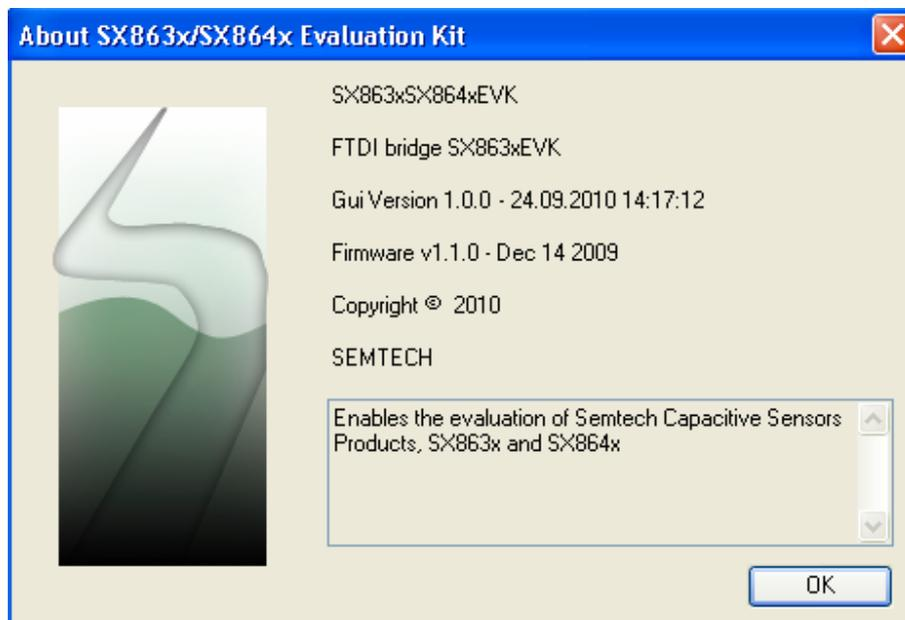 About SX863x/SX864x Evaluation Kit
SX863xSX864xEVK
FTDI bridge SX863xEVK
Gui Version 1.0.0 - 24.09.2010 14:17:12
Firmware v1.1.0 - Dec 14 2009
Copyright © 2010
SEMTECH
Enables the evaluation of Semtech Capacitive Sensors
Products, SX863x and SX864x
OK